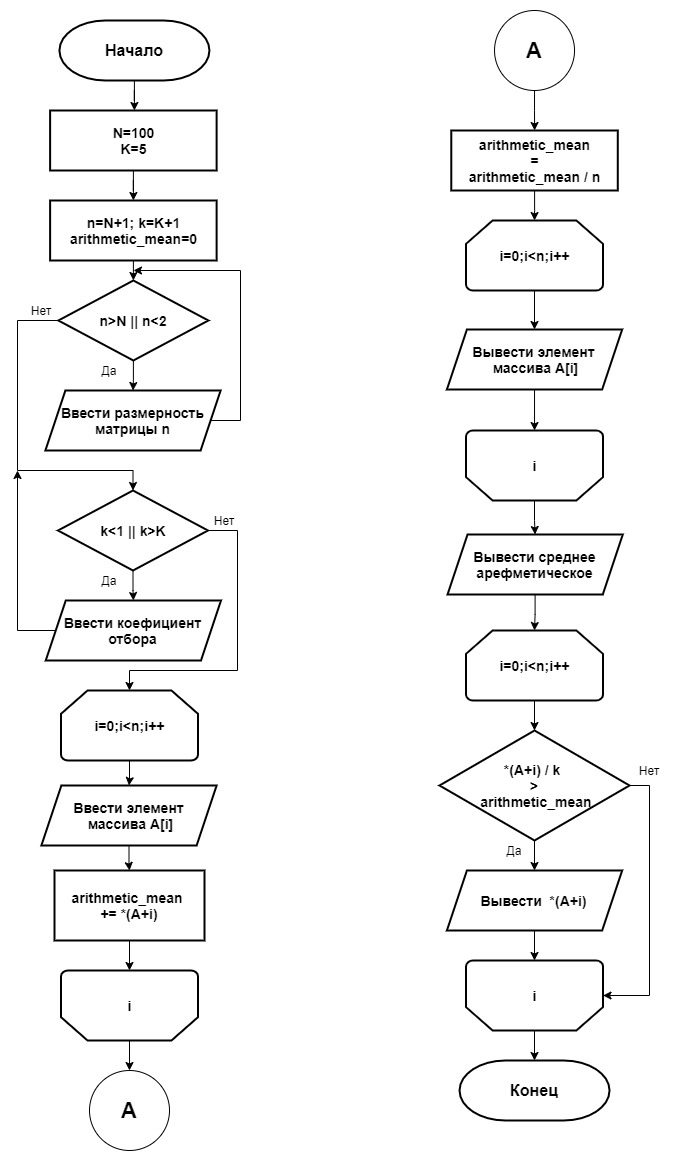 Начало
N=100
K=5
n=N+1; k=K+1
arithmetic_mean=0
Нет
n>N || n<2
Да
Ввести размерность
матрицы n
k<1 || k>K
Нет
Да
Ввести коефициент
отбора
i=0;i<n;i++
Ввести элемент
массива A[i]
arithmetic_mean
+= *(A+i)
i
А
А
arithmetic_mean
=
arithmetic_mean / n
i=0;i<n;i++
Вывести элемент
массива A[i]
i
Вывести среднее
арефметическое
i=0;i<n;i++
*(A+i) / k
>
arithmetic_mean
Нет
Да
Вывести *(A+i)
i
Конец